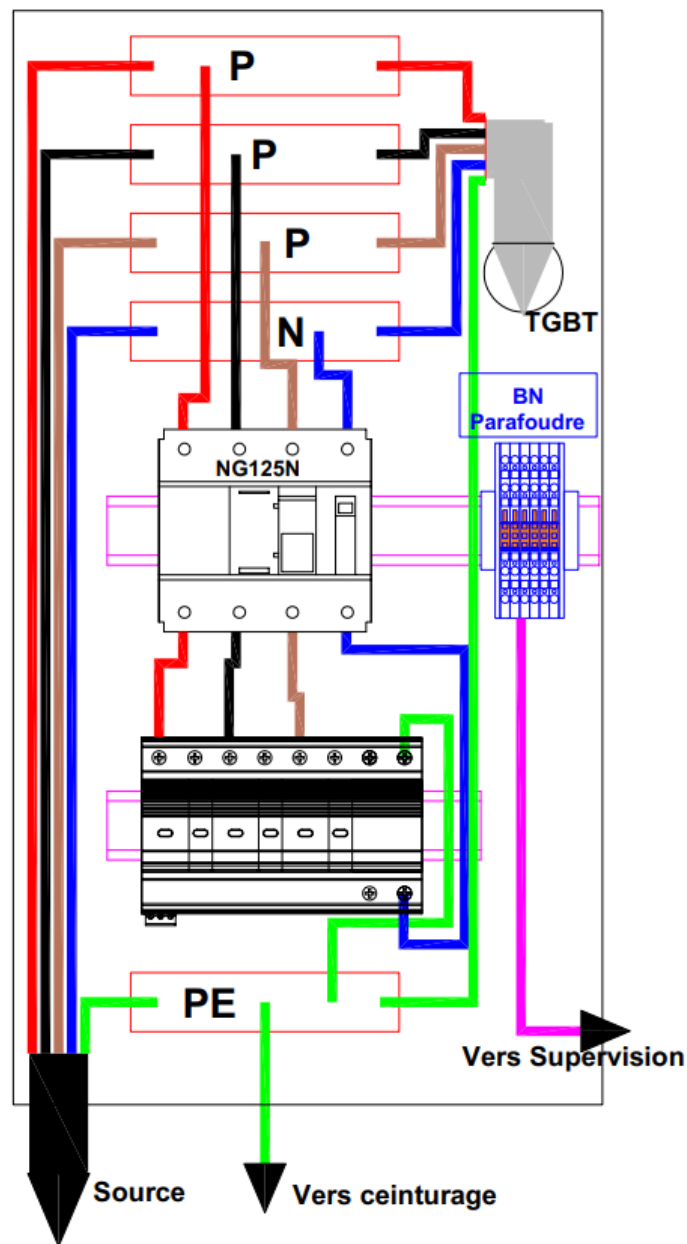 P
P
P
N
TGBT
BN
Parafoudre
NG125N
PE
Vers Supervision
Source
Vers ceinturage